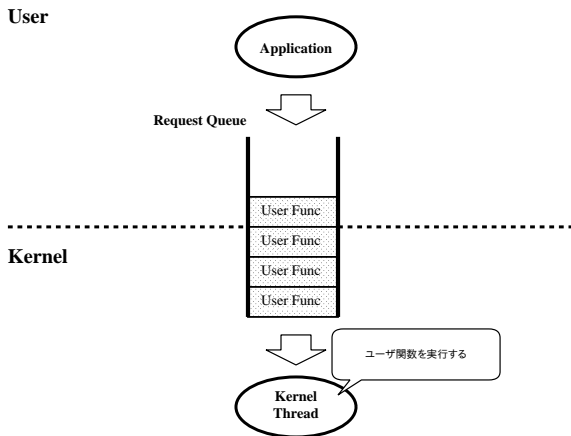 User
Application
Request Queue
User Func
User Func
Kernel
User Func
User Func
ユーザ関数を実行する
Kernel
Thread